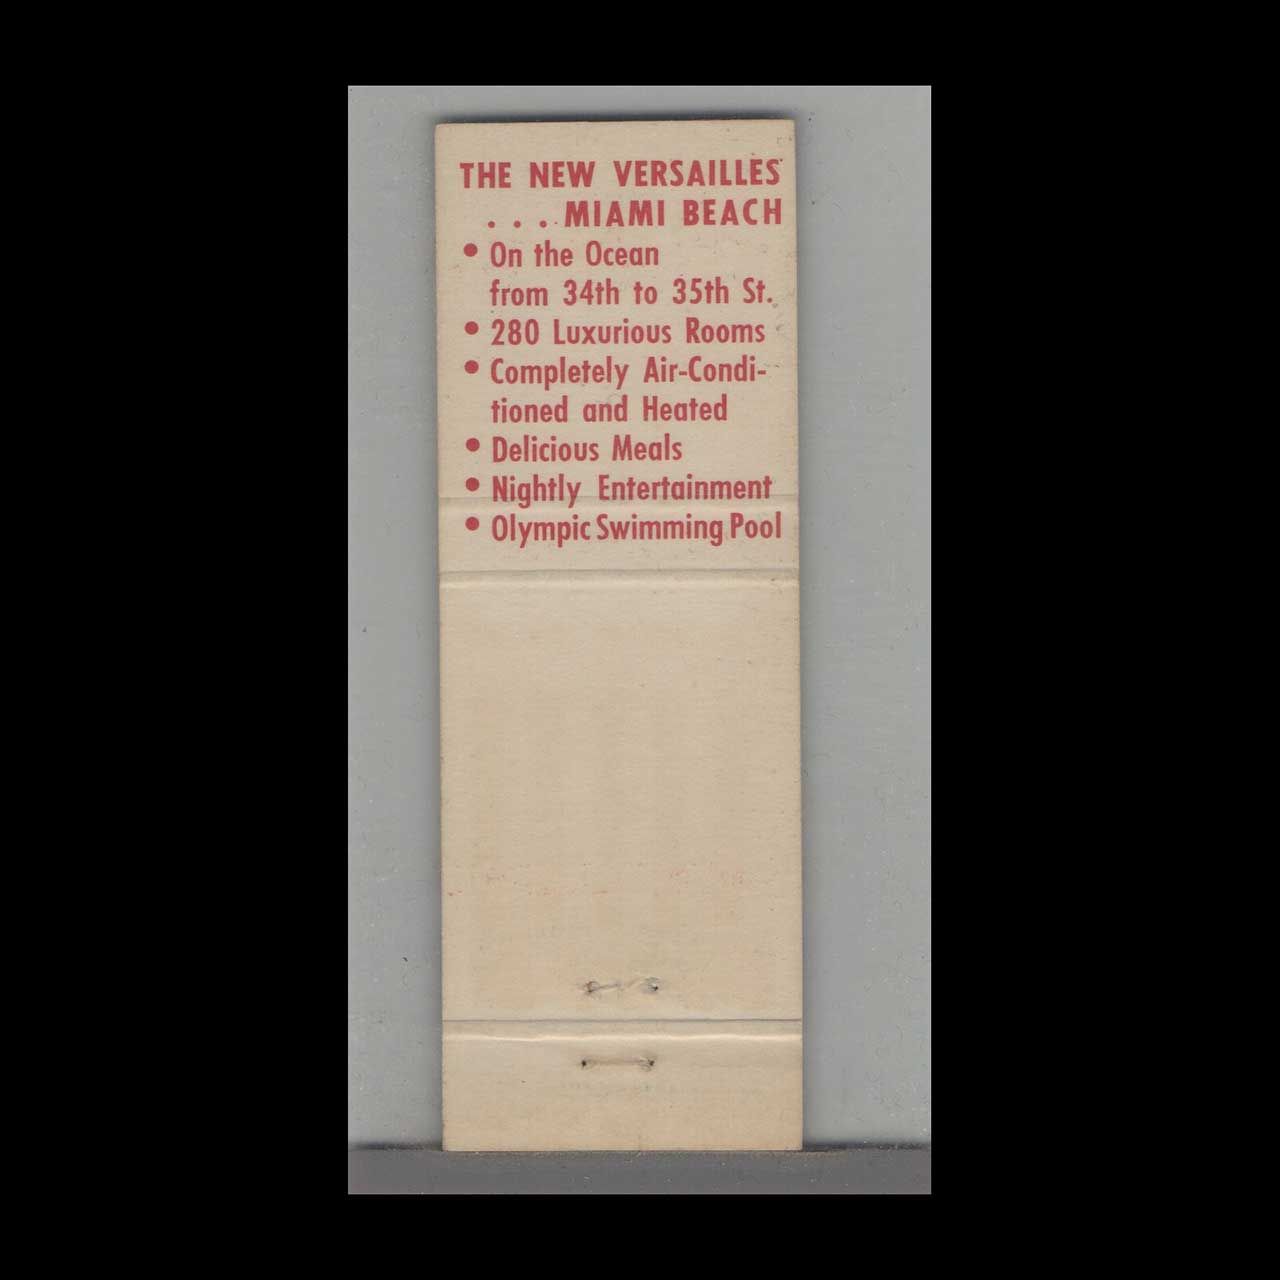 THE NEW VERSAILLES
. . . MIAMI BEACH
• On the Ocean
from 34th to 35th St.
• 280 Luxurious Rooms
• Completely Air-Condi-
tioned and Heated
• Delicious Meals
• Nightly Entertainment
• Olympic Swimming Pool